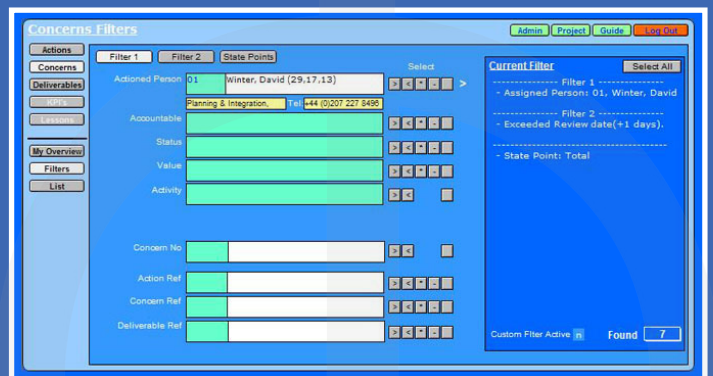 Concerns Filters
Admin Project Guide Log Out
Actions
Concerns
Deliverables
KPI's
Lessons
My Overview
Filters
List
Filter 1 Filter 2 State Points
Select
Actioned Person 01 Winter, David (29,17,13) > < * - >
Planning & Integration, Tel +44 (0)207 227 8496
Accountable > < * -
Status > < * -
Value > < * -
Activity > <
Concern No > <
Action Ref > < * -
Concern Ref > < * -
Deliverable Ref > < * -
Current Filter Select All
--------------- Filter 1 ---------------
- Assigned Person: 01, Winter, David
--------------- Filter 2 ---------------
- Exceeded Review date(+1 days).
----------------------------------------
- State Point: Total
Custom Flter Active n Found 7